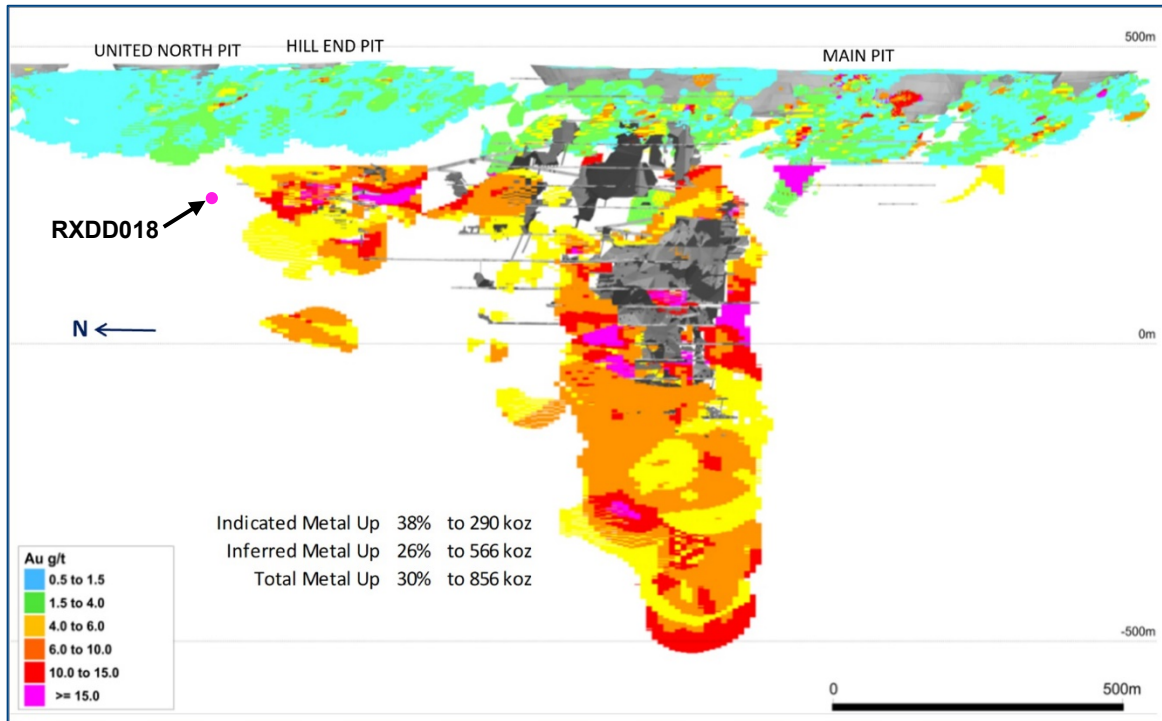 500m
UNITED NORTH PIT
HILL END PIT
MAIN PIT
RXDD018
N
0m
Indicated Metal Up 38% to 290 koz
Inferred Metal Up 26% to 566 koz
Total Metal Up 30% to 856 koz
Au g/t
0.5 to 1.5
1.5 to 4.0
4.0 to 6.0
6.0 to 10.0
10.0 to 15.0
>= 15.0
-500m
0
500m